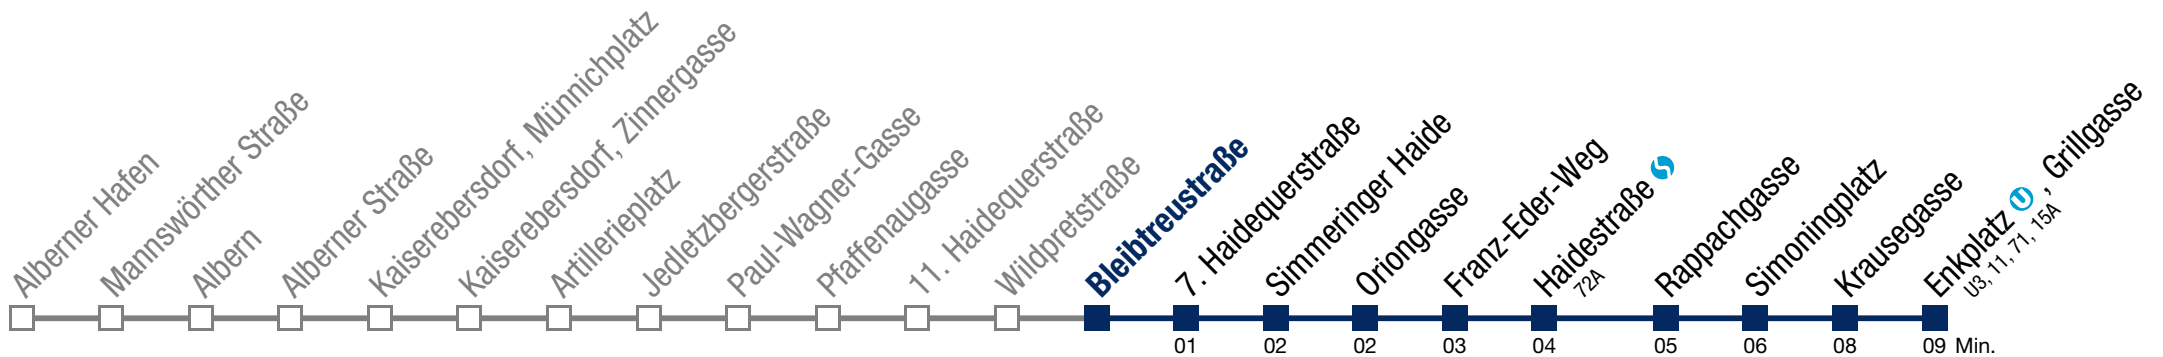 Alberner Hafen
Mannswörther Straße
Albern
Alberner Straße
Kaiserebersdorf, Münnichplatz
Kaiserebersdorf, Zinnergasse
Artillerieplatz
Jedletzbergerstraße
Paul-Wagner-Gasse
Pfaffenaugasse
11. Haidequerstraße
Wildpretstraße
Bleibtreustraße
7. Haidequerstraße
Simmeringer Haide
Oriongasse
Franz-Eder-Weg
Haidestraße S
72A
Rappachgasse
Simoningplatz
Krausegasse
Enkplatz U, Grillgasse
U3, 11, 71, 15A
01 02 02 03 04 05 06 08 09 Min.